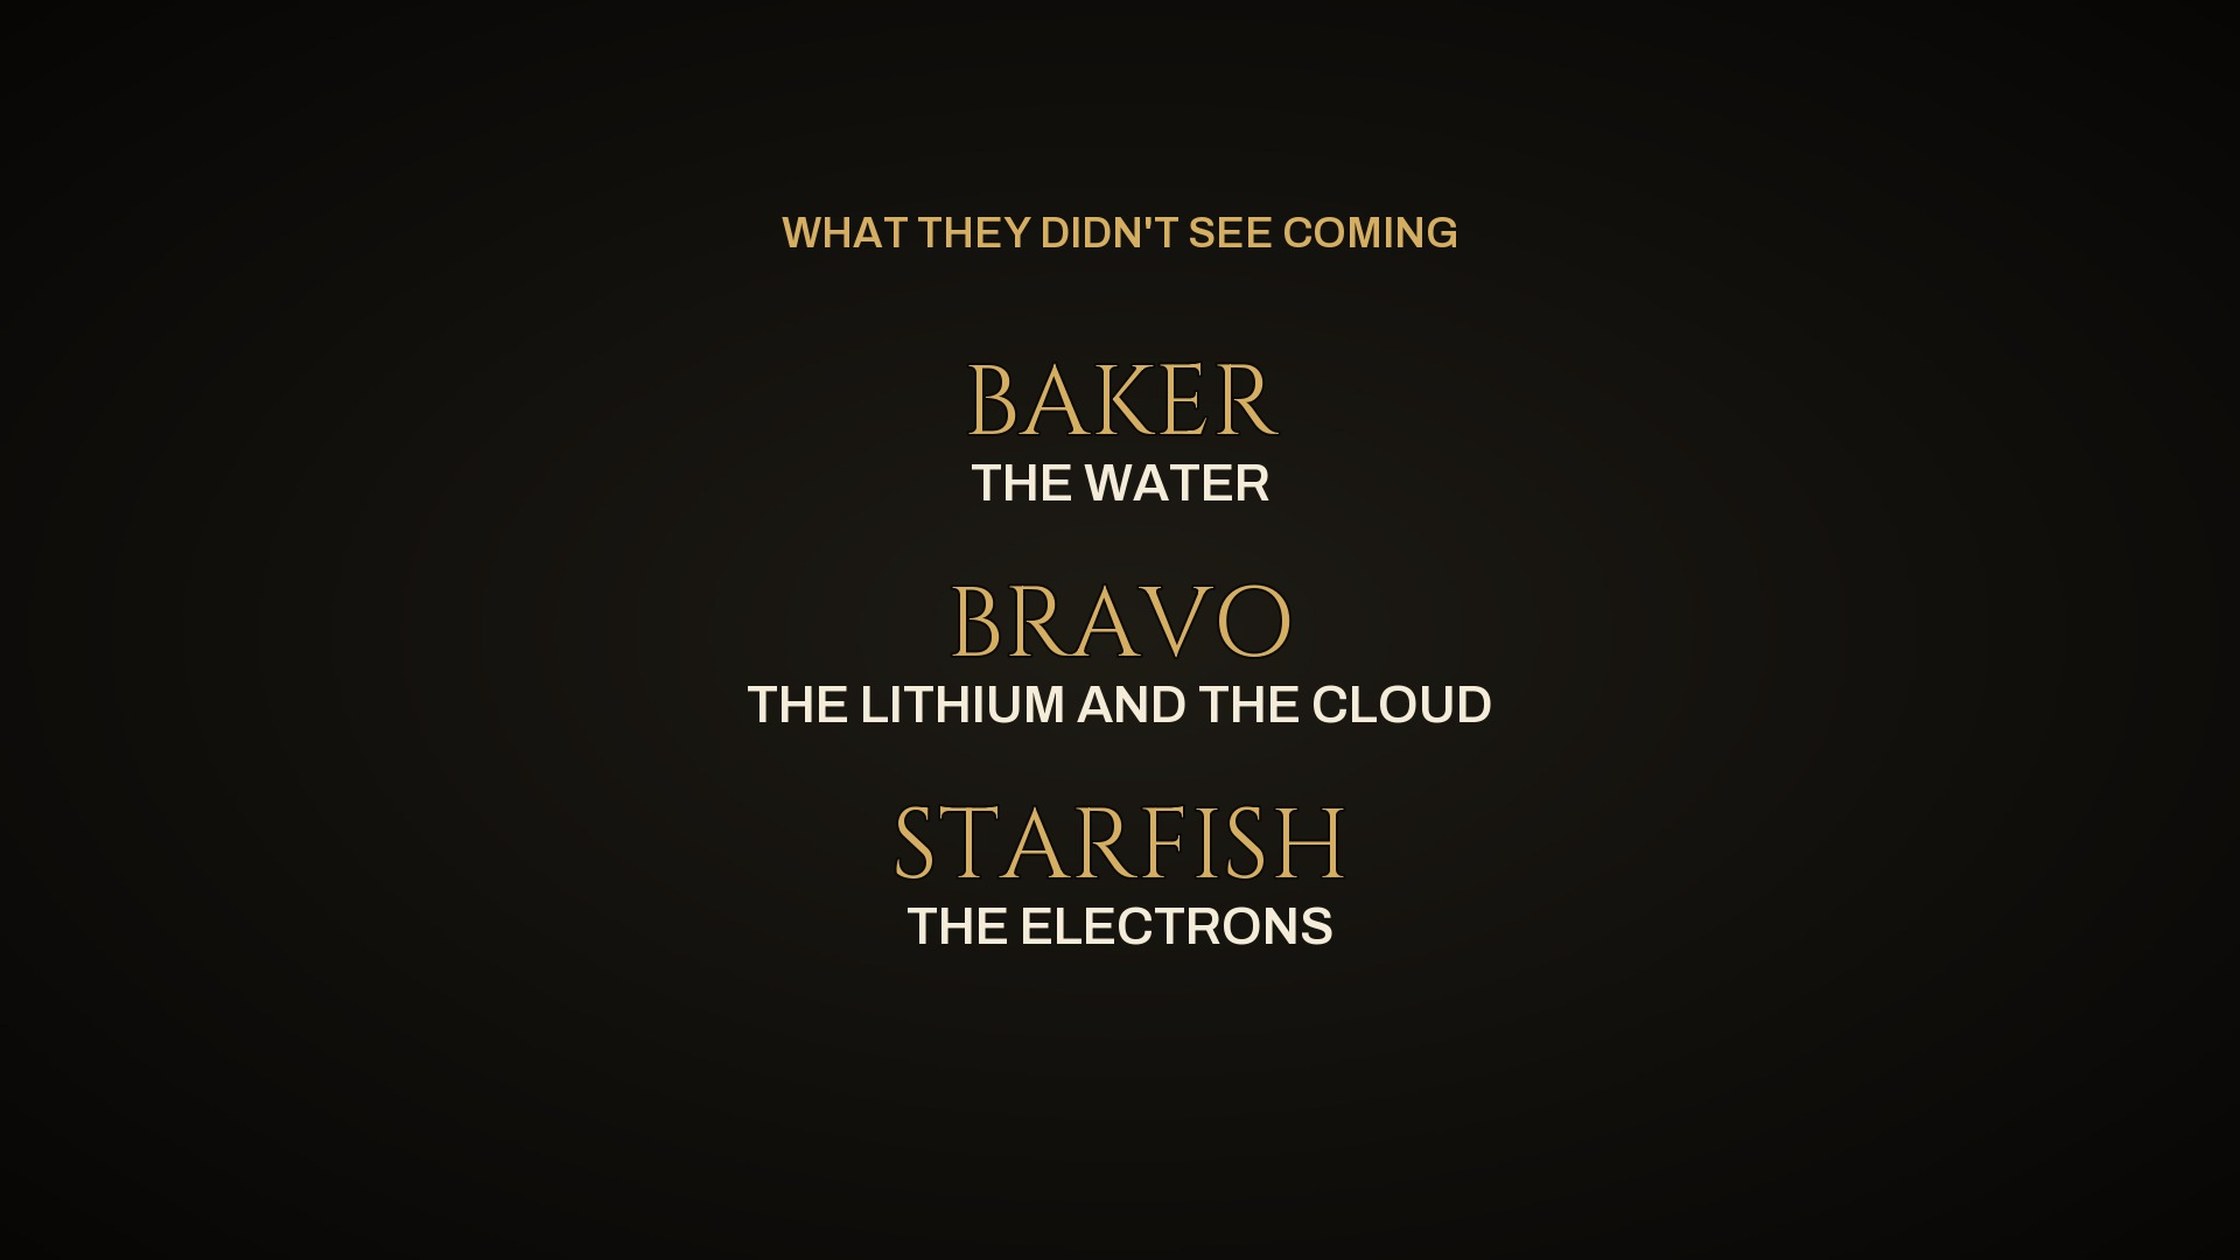 WHAT THEY DIDN'T SEE COMING
BAKER
THE WATER
BRAVO
THE LITHIUM AND THE CLOUD
STARFISH
THE ELECTRONS